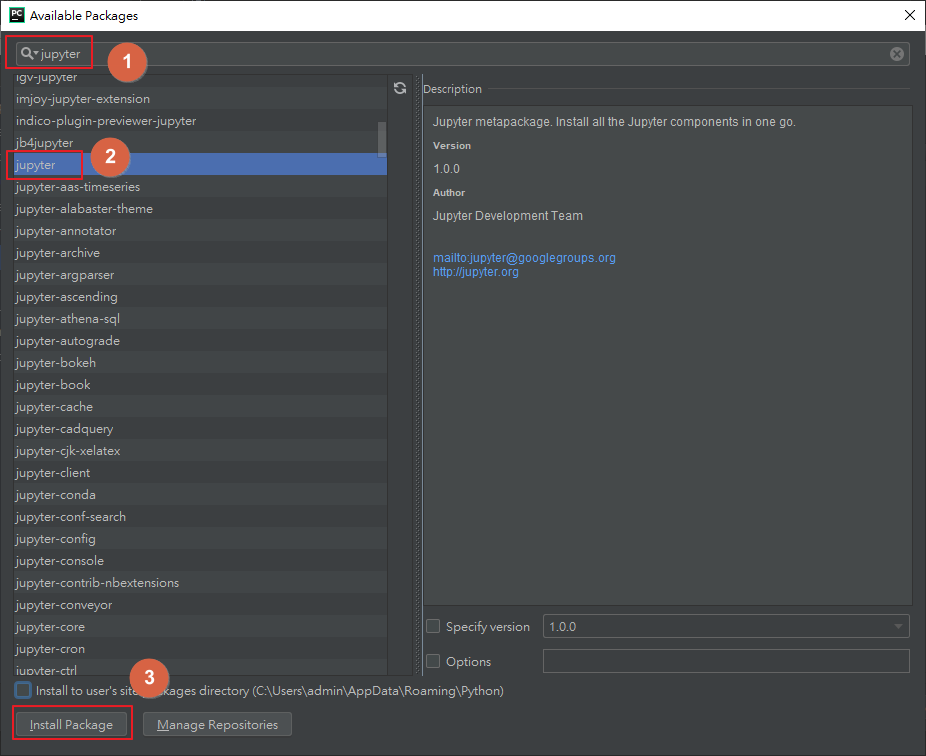 PC
Available Packages
jupyter
1
igv-jupyter
imjoy-jupyter-extension
indico-plugin-previewer-jupyter
jb4jupyter
2
jupyter
jupyter-aas-timeseries
jupyter-alabaster-theme
jupyter-annotator
jupyter-archive
jupyter-argparser
jupyter-ascending
jupyter-athena-sql
jupyter-autograde
jupyter-bokeh
jupyter-book
jupyter-cache
jupyter-cadquery
jupyter-cjk-xelatex
jupyter-client
jupyter-conda
jupyter-conf-search
jupyter-config
jupyter-console
jupyter-contrib-nbextensions
jupyter-conveyor
jupyter-core
jupyter-cron
jupyter-ctrl
Description
Jupyter metapackage. Install all the Jupyter components in one go.
Version
1.0.0
Author
Jupyter Development Team
mailto:jupyter@googlegroups.org
http://jupyter.org
Specify version
1.0.0
Options
3
Install to user's site packages directory (C:\Users\admin\AppData\Roaming\Python)
Install Package
Manage Repositories